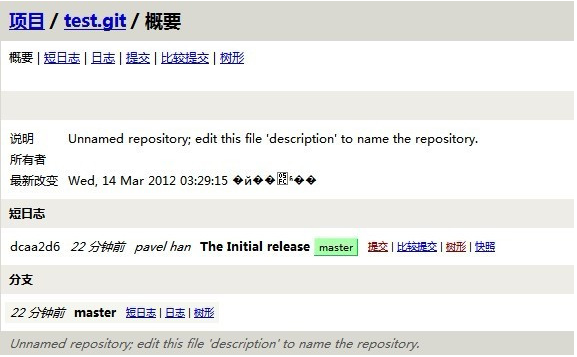 项目 / test.git / 概要
概要 | 短日志 | 日志 | 提交 | 比较提交 | 树形
说明 Unnamed repository; edit this file 'description' to name the repository.
所有者
最新改变 Wed, 14 Mar 2012 03:29:15
短日志
dcaa2d6 22 分钟前 pavel han The Initial release master 提交 | 比较提交 | 树形 | 快照
分支
22 分钟前 master 短日志 | 日志 | 树形
Unnamed repository; edit this file 'description' to name the repository.